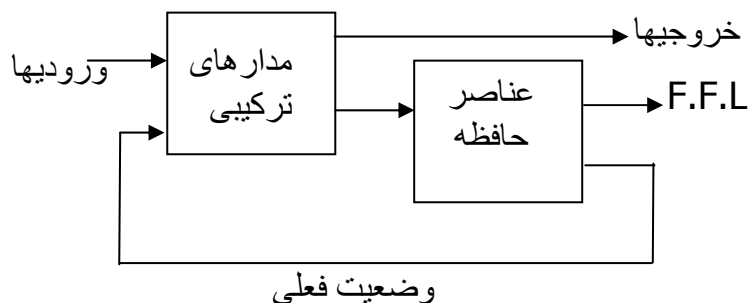 خروجیها
ورودیها
مدارهای
ترکیبی
عناصر
حافظه
F.F.L
وضعیت فعلی